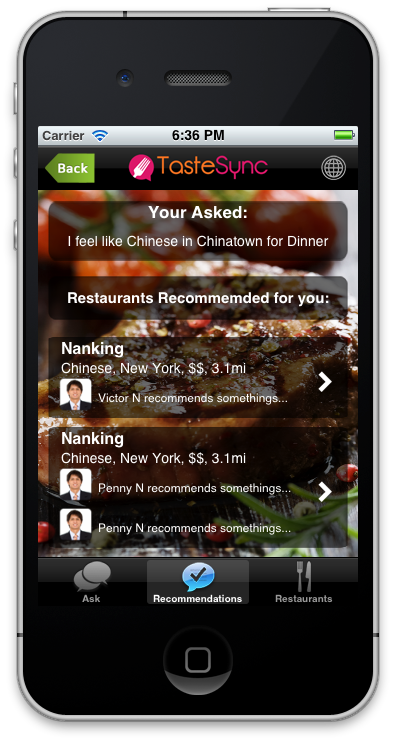 Carrier 6:36 PM
Back TasteSync
Your Asked:
I feel like Chinese in Chinatown for Dinner
Restaurants Recommemded for you:
Nanking
Chinese, New York, $$, 3.1mi
Victor N recommends somethings...
Nanking
Chinese, New York, $$, 3.1mi
Penny N recommends somethings...
Penny N recommends somethings...
Ask Recommendations Restaurants